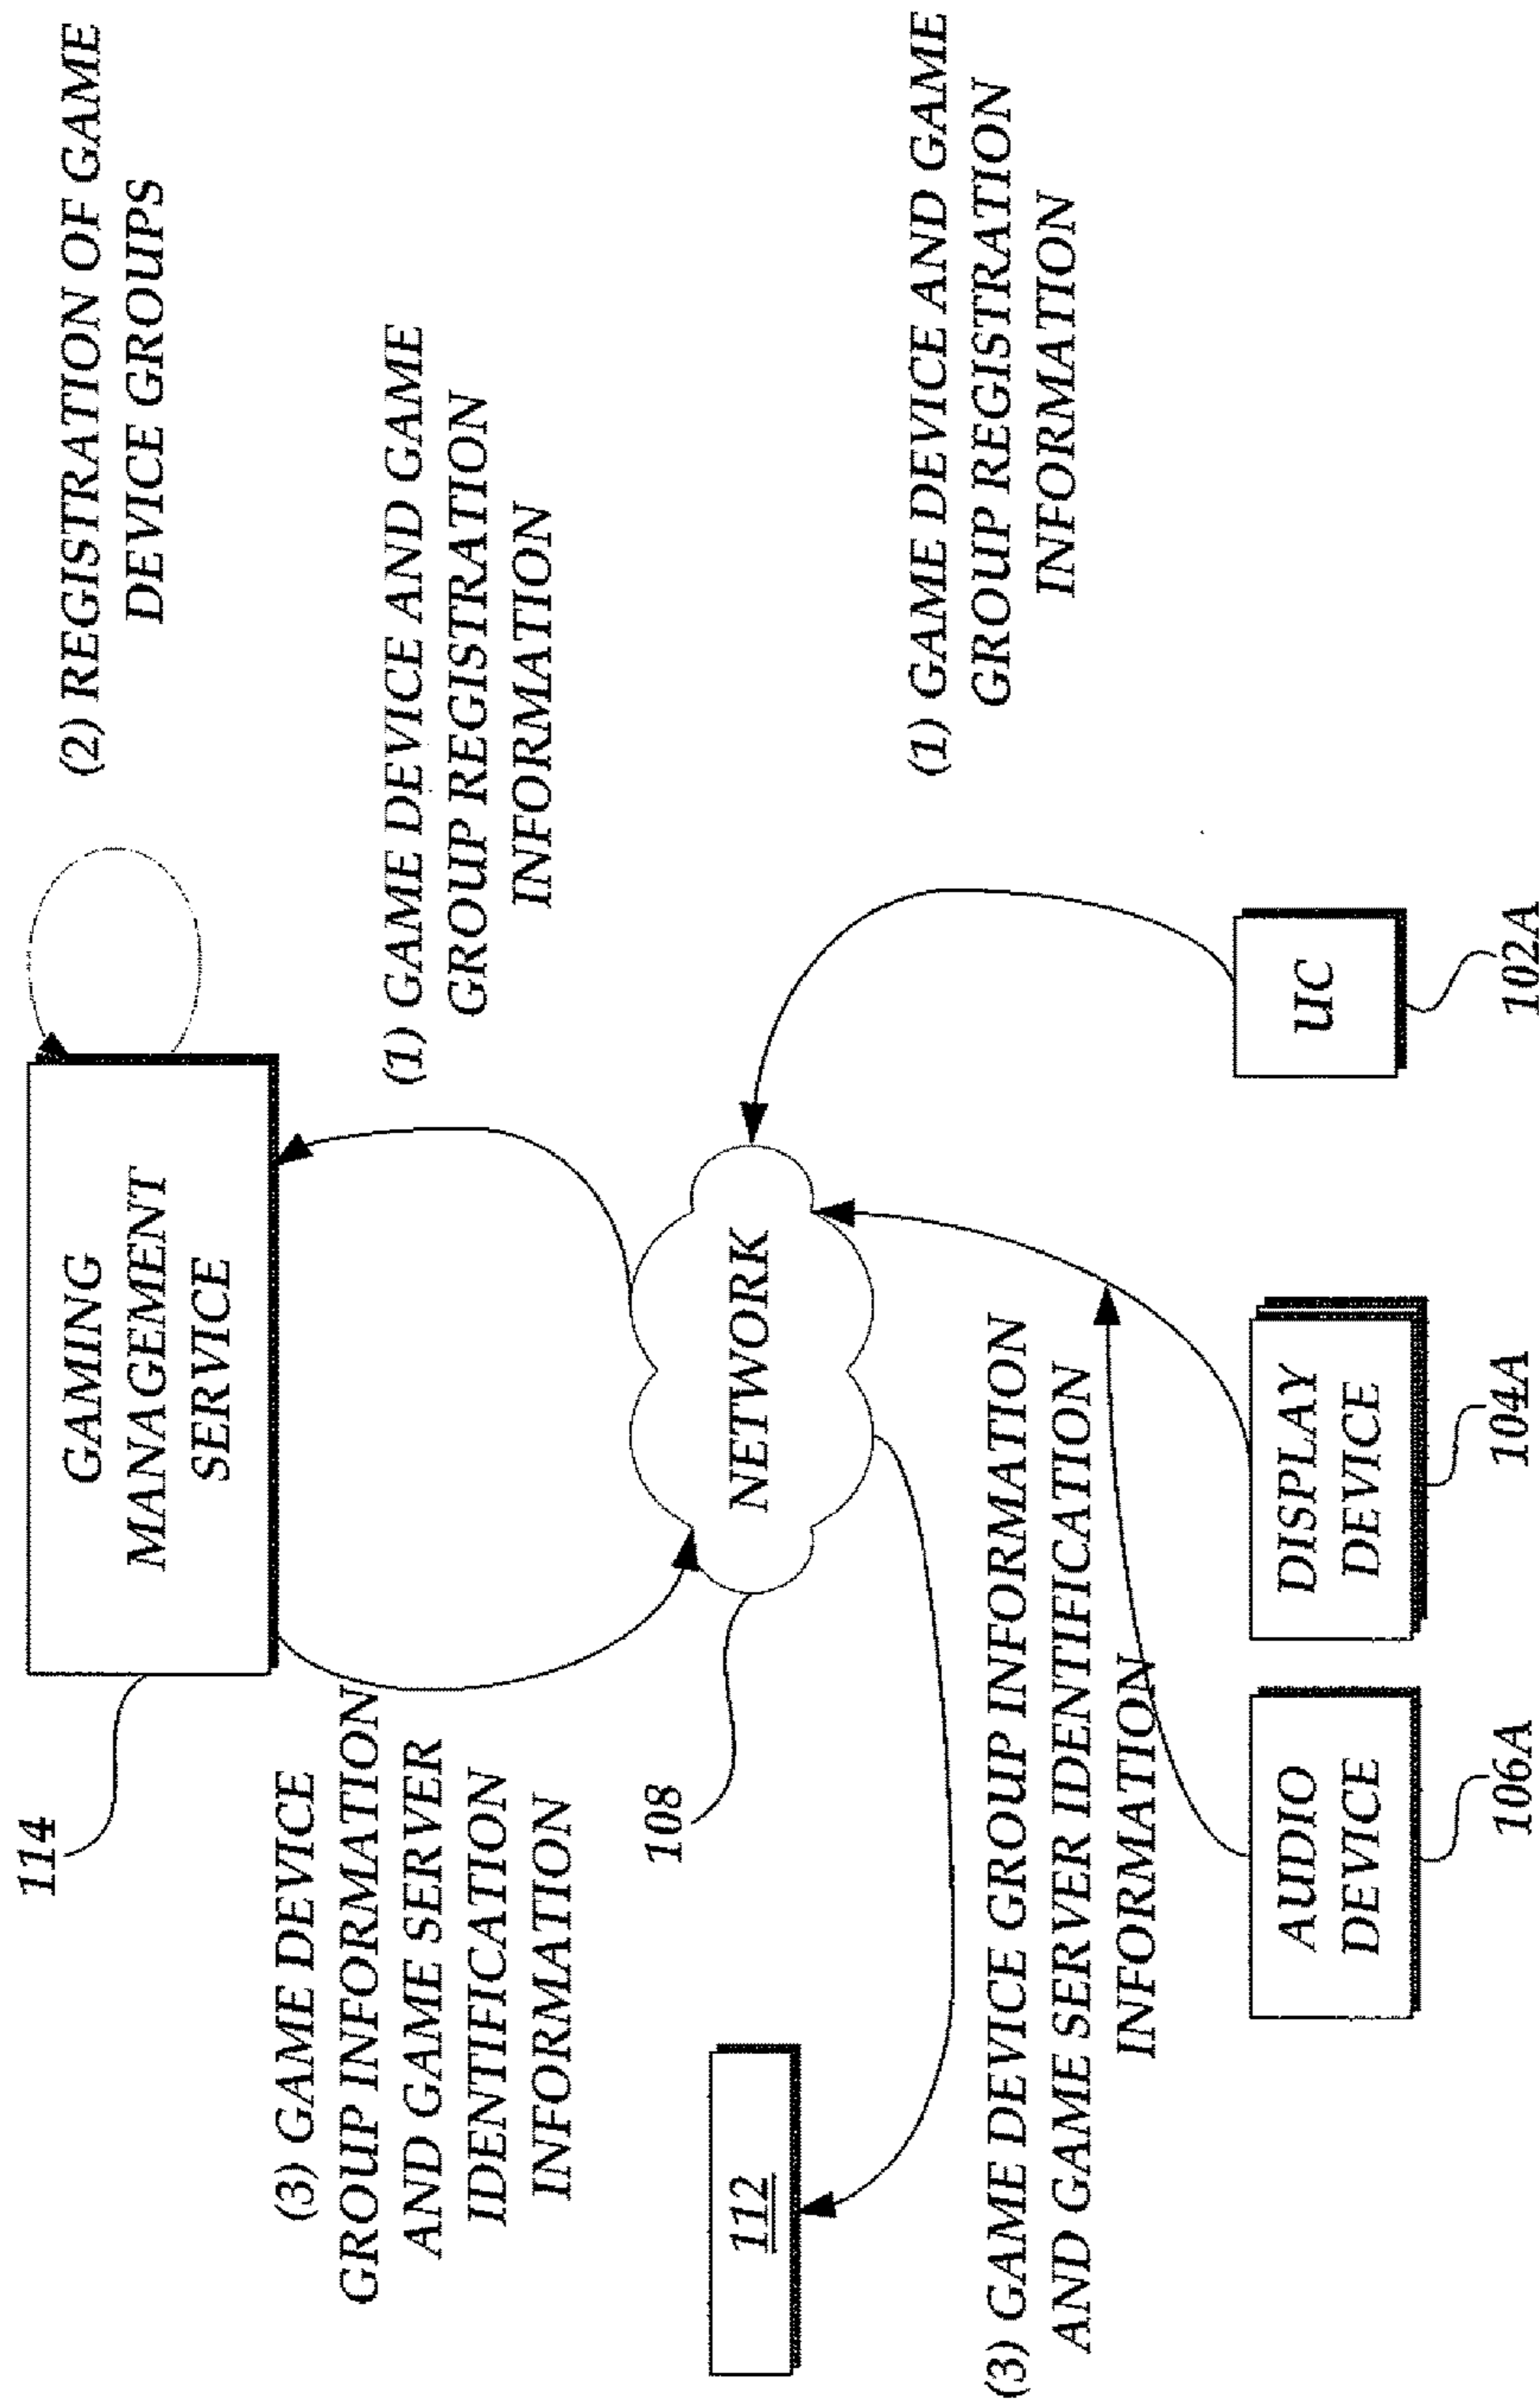 114
GAMING
MANAGEMENT
SERVICE
(2) REGISTRATION OF GAME
DEVICE GROUPS
(3) GAME DEVICE
GROUP INFORMATION
AND GAME SERVER
IDENTIFICATION
INFORMATION
(1) GAME DEVICE AND GAME
GROUP REGISTRATION
INFORMATION
108
NETWORK
112
(3) GAME DEVICE GROUP INFORMATION
AND GAME SERVER IDENTIFICATION
INFORMATION
(1) GAME DEVICE AND GAME
GROUP REGISTRATION
INFORMATION
AUDIO
DEVICE
106A
DISPLAY
DEVICE
104A
UC
102A